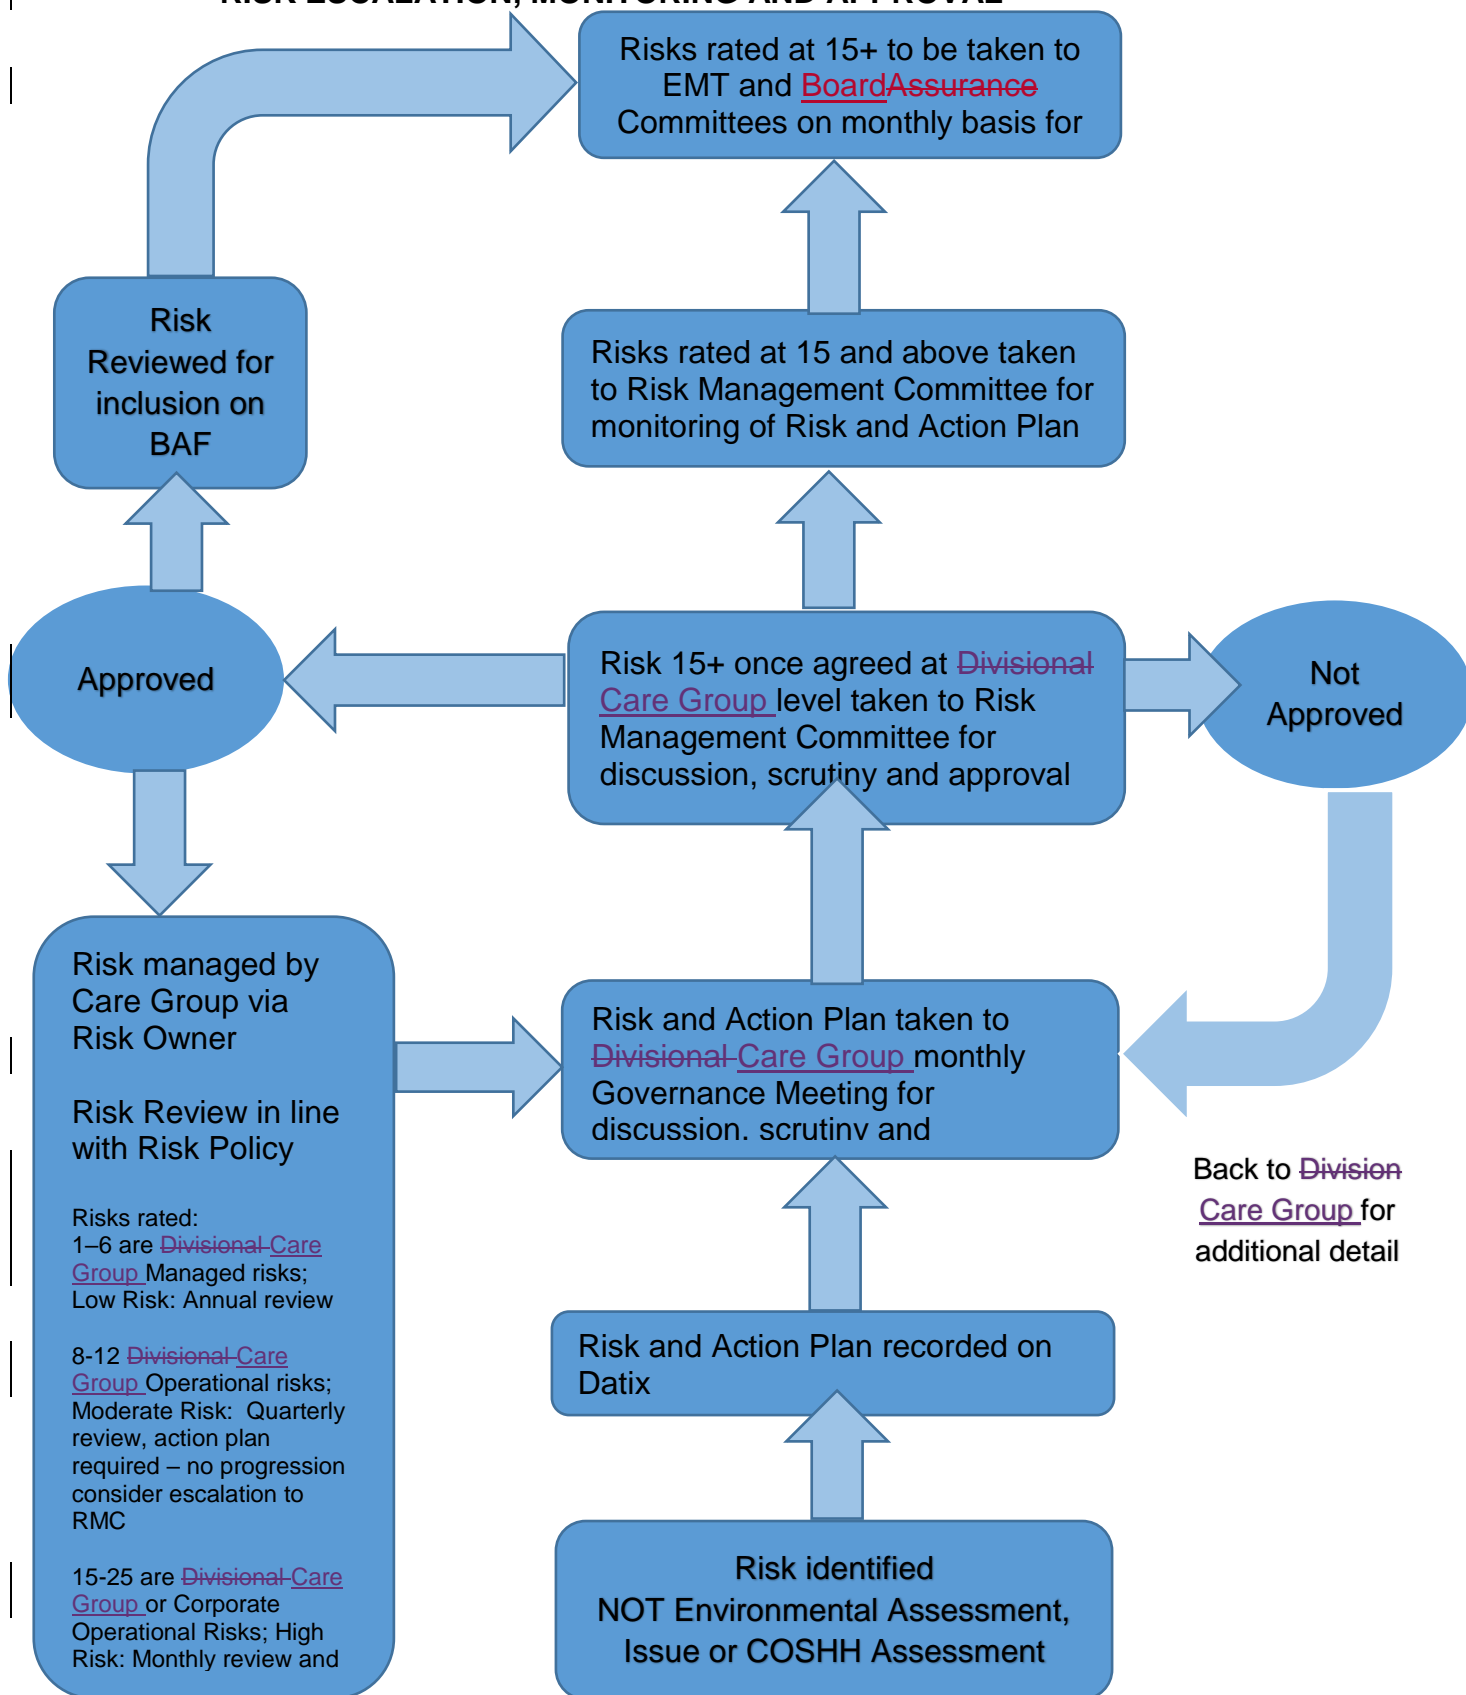 RISK ESCALATION, MONITORING AND APPROVAL
Risks rated at 15+ to be taken to
EMT and BoardAssurance
Committees on monthly basis for
Risk
Reviewed for
inclusion on
BAF
Risks rated at 15 and above taken
to Risk Management Committee for
monitoring of Risk and Action Plan
Approved
Risk 15+ once agreed at Divisional
Care Group level taken to Risk
Management Committee for
discussion, scrutiny and approval
Not
Approved
Risk managed by
Care Group via
Risk Owner
Risk Review in line
with Risk Policy
Risks rated:
1–6 are Divisional Care
Group Managed risks;
Low Risk: Annual review
8-12 Divisional Care
Group Operational risks;
Moderate Risk:  Quarterly
review, action plan
required – no progression
consider escalation to
RMC
15-25 are Divisional Care
Group or Corporate
Operational Risks; High
Risk: Monthly review and
Risk and Action Plan taken to
Divisional Care Group monthly
Governance Meeting for
discussion, scrutiny and
Back to Division
Care Group for
additional detail
Risk and Action Plan recorded on
Datix
Risk identified
NOT Environmental Assessment,
Issue or COSHH Assessment